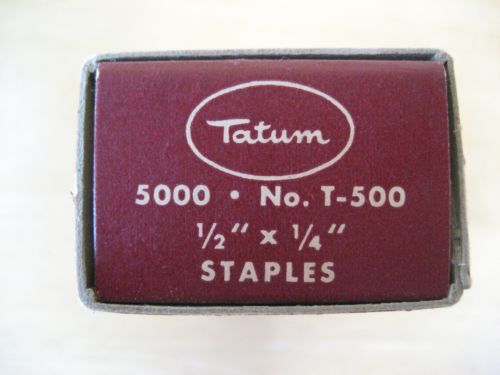 Tatum
5000 • No. T-500
1/2" x 1/4"
STAPLES